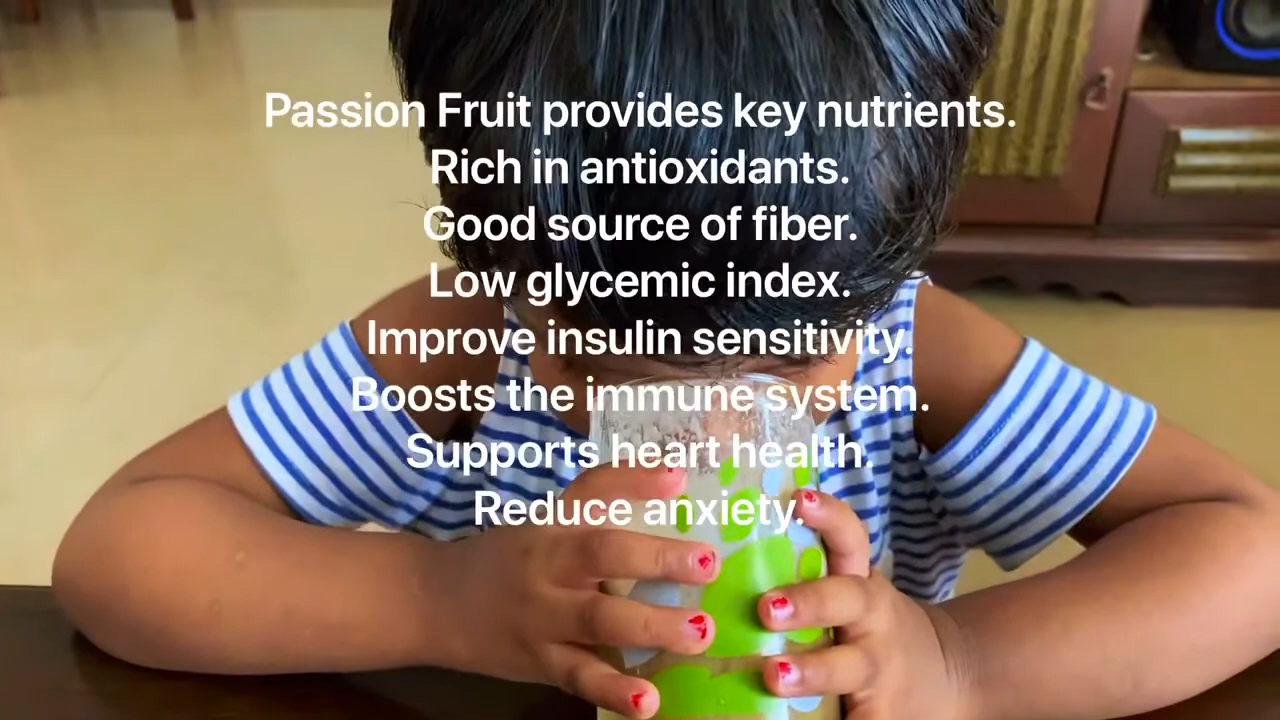 Passion Fruit provides key nutrients.
Rich in antioxidants.
Good source of fiber.
Low glycemic index.
Improve insulin sensitivity.
Boosts the immune system.
Supports heart health.
Reduce anxiety.